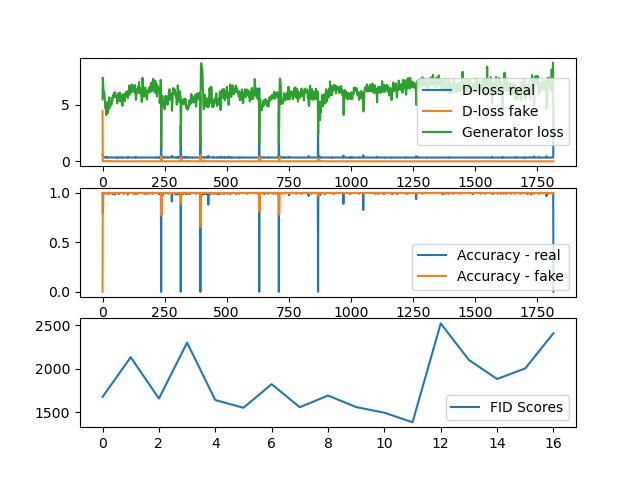 D-loss real
D-loss fake
Generator loss
5
0
0 250 500 750 1000 1250 1500 1750
Accuracy - real
Accuracy - fake
1.0
0.5
0.0
0 250 500 750 1000 1250 1500 1750
2500
2000
1500
FID Scores
0 2 4 6 8 10 12 14 16